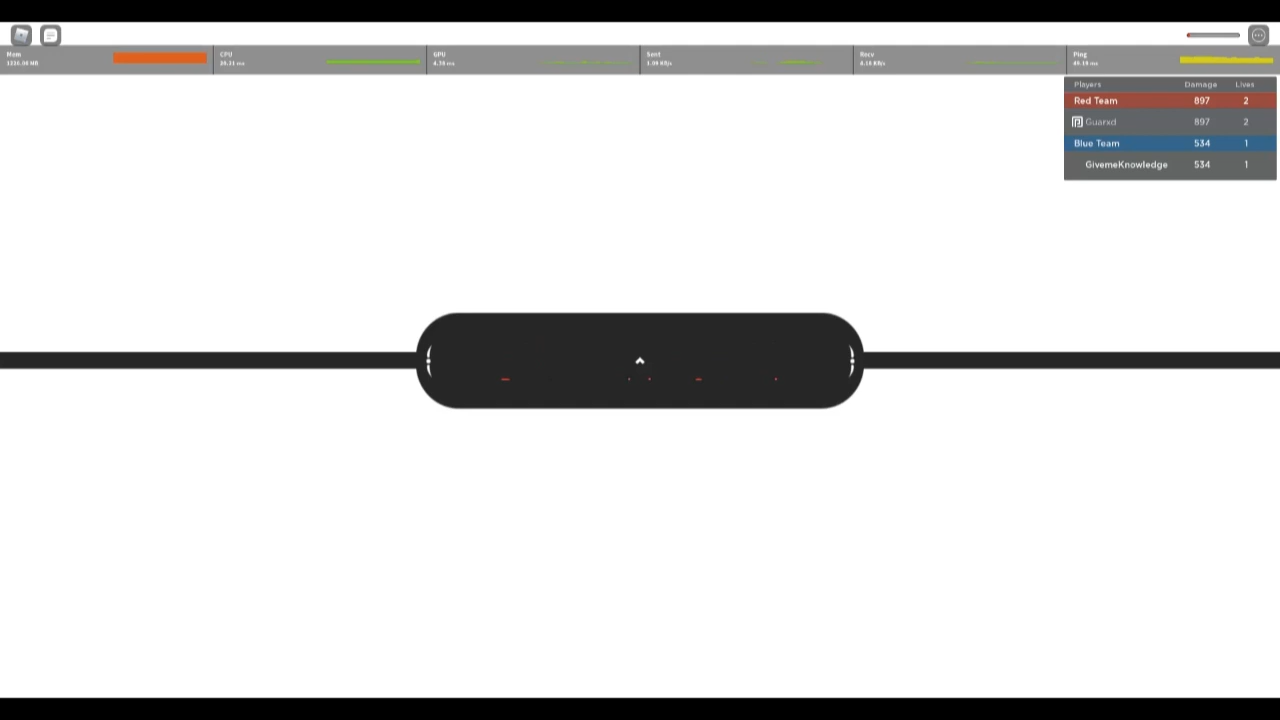 Mem
CPU
GPU
Sent
Recv
Ping
Players Damage Lives
Red Team 897 2
Guarxd 897 2
Blue Team 534 1
GivemeKnowledge 534 1